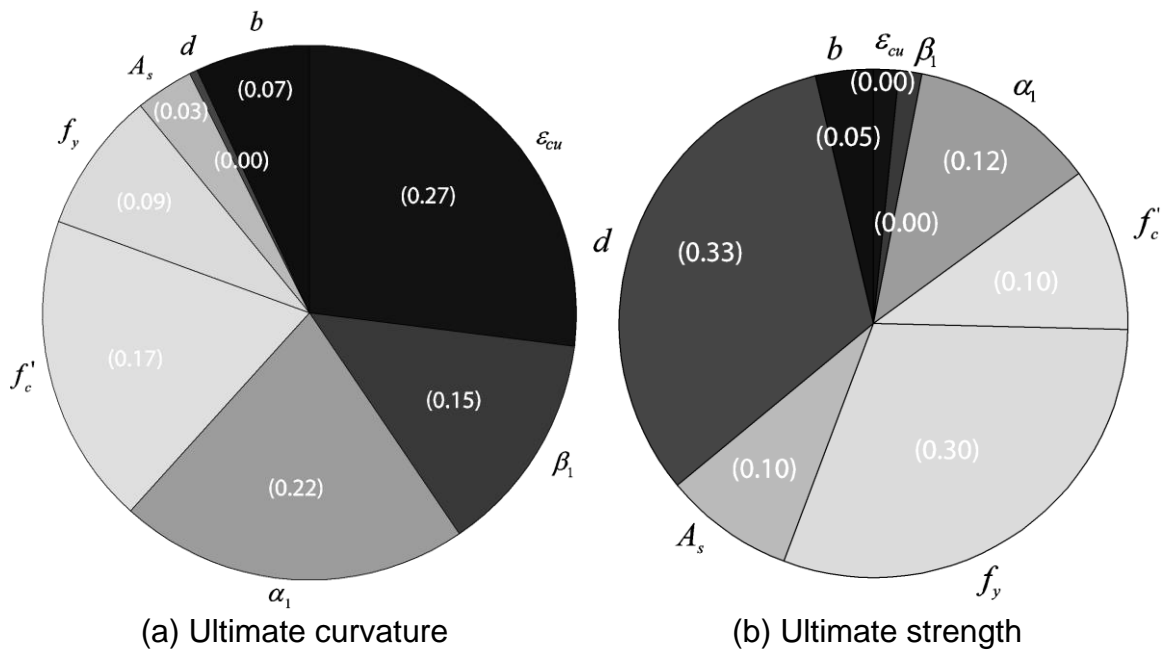 b
d
A_s
(0.07)
(0.03)
ε_cu
f_y
(0.00)
(0.27)
(0.09)
(0.17)
f_c'
(0.15)
β_1
(0.22)
α_1
(a) Ultimate curvature
b
ε_cu
β_1
(0.00)
α_1
(0.05)
(0.12)
f_c'
(0.00)
d
(0.33)
(0.10)
(0.10)
(0.30)
A_s
f_y
(b) Ultimate strength